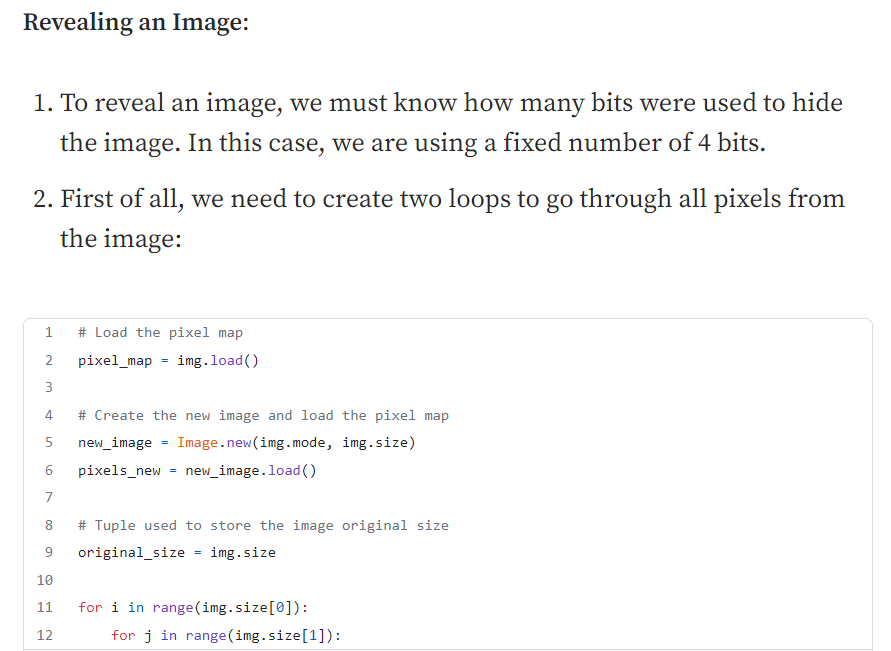 Revealing an Image:
1. To reveal an image, we must know how many bits were used to hide
the image. In this case, we are using a fixed number of 4 bits.
2. First of all, we need to create two loops to go through all pixels from
the image:
1 # Load the pixel map
2 pixel_map = img.load()
3
4 # Create the new image and load the pixel map
5 new_image = Image.new(img.mode, img.size)
6 pixels_new = new_image.load()
7
8 # Tuple used to store the image original size
9 original_size = img.size
10
11 for i in range(img.size[0]):
12     for j in range(img.size[1]):